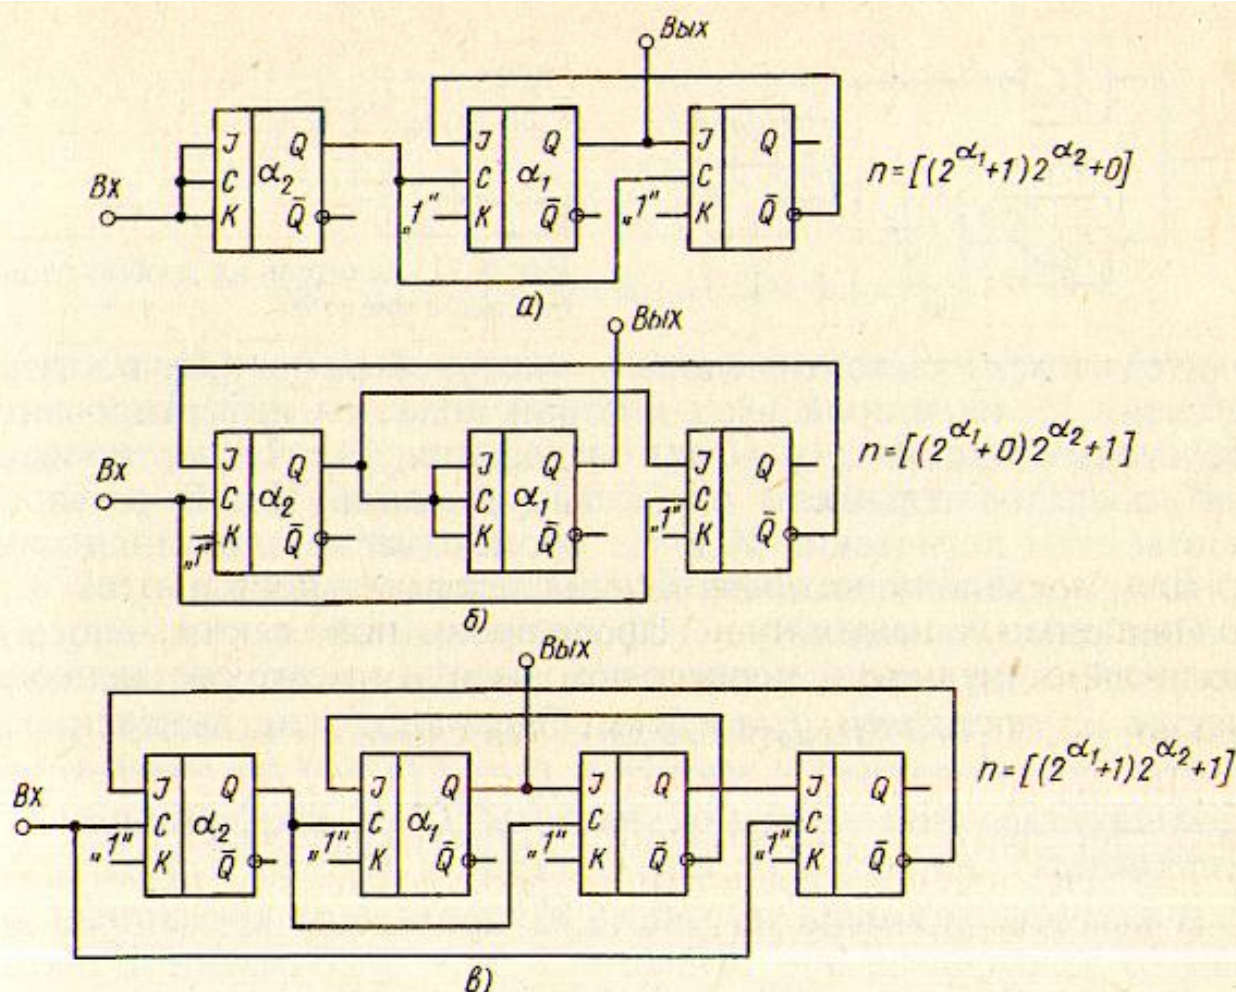 Вых
J Q J Q J Q
Вх C α₂ C α₁ C n=[(2^α₁+1)2^α₂+0]
K Q̄ „1" K Q̄ „1" K Q̄
а)
Вых
J Q J Q J Q n=[(2^α₁+0)2^α₂+1]
Вх C α₂ C α₁ C
„1" K Q̄ K Q̄ „1" K Q̄
б)
Вых
J Q J Q J Q J Q n=[(2^α₁+1)2^α₂+1]
Вх C α₂ C α₁ C C
„1" K Q̄ „1" K Q̄ „1" K Q̄ „1" K Q̄
в)